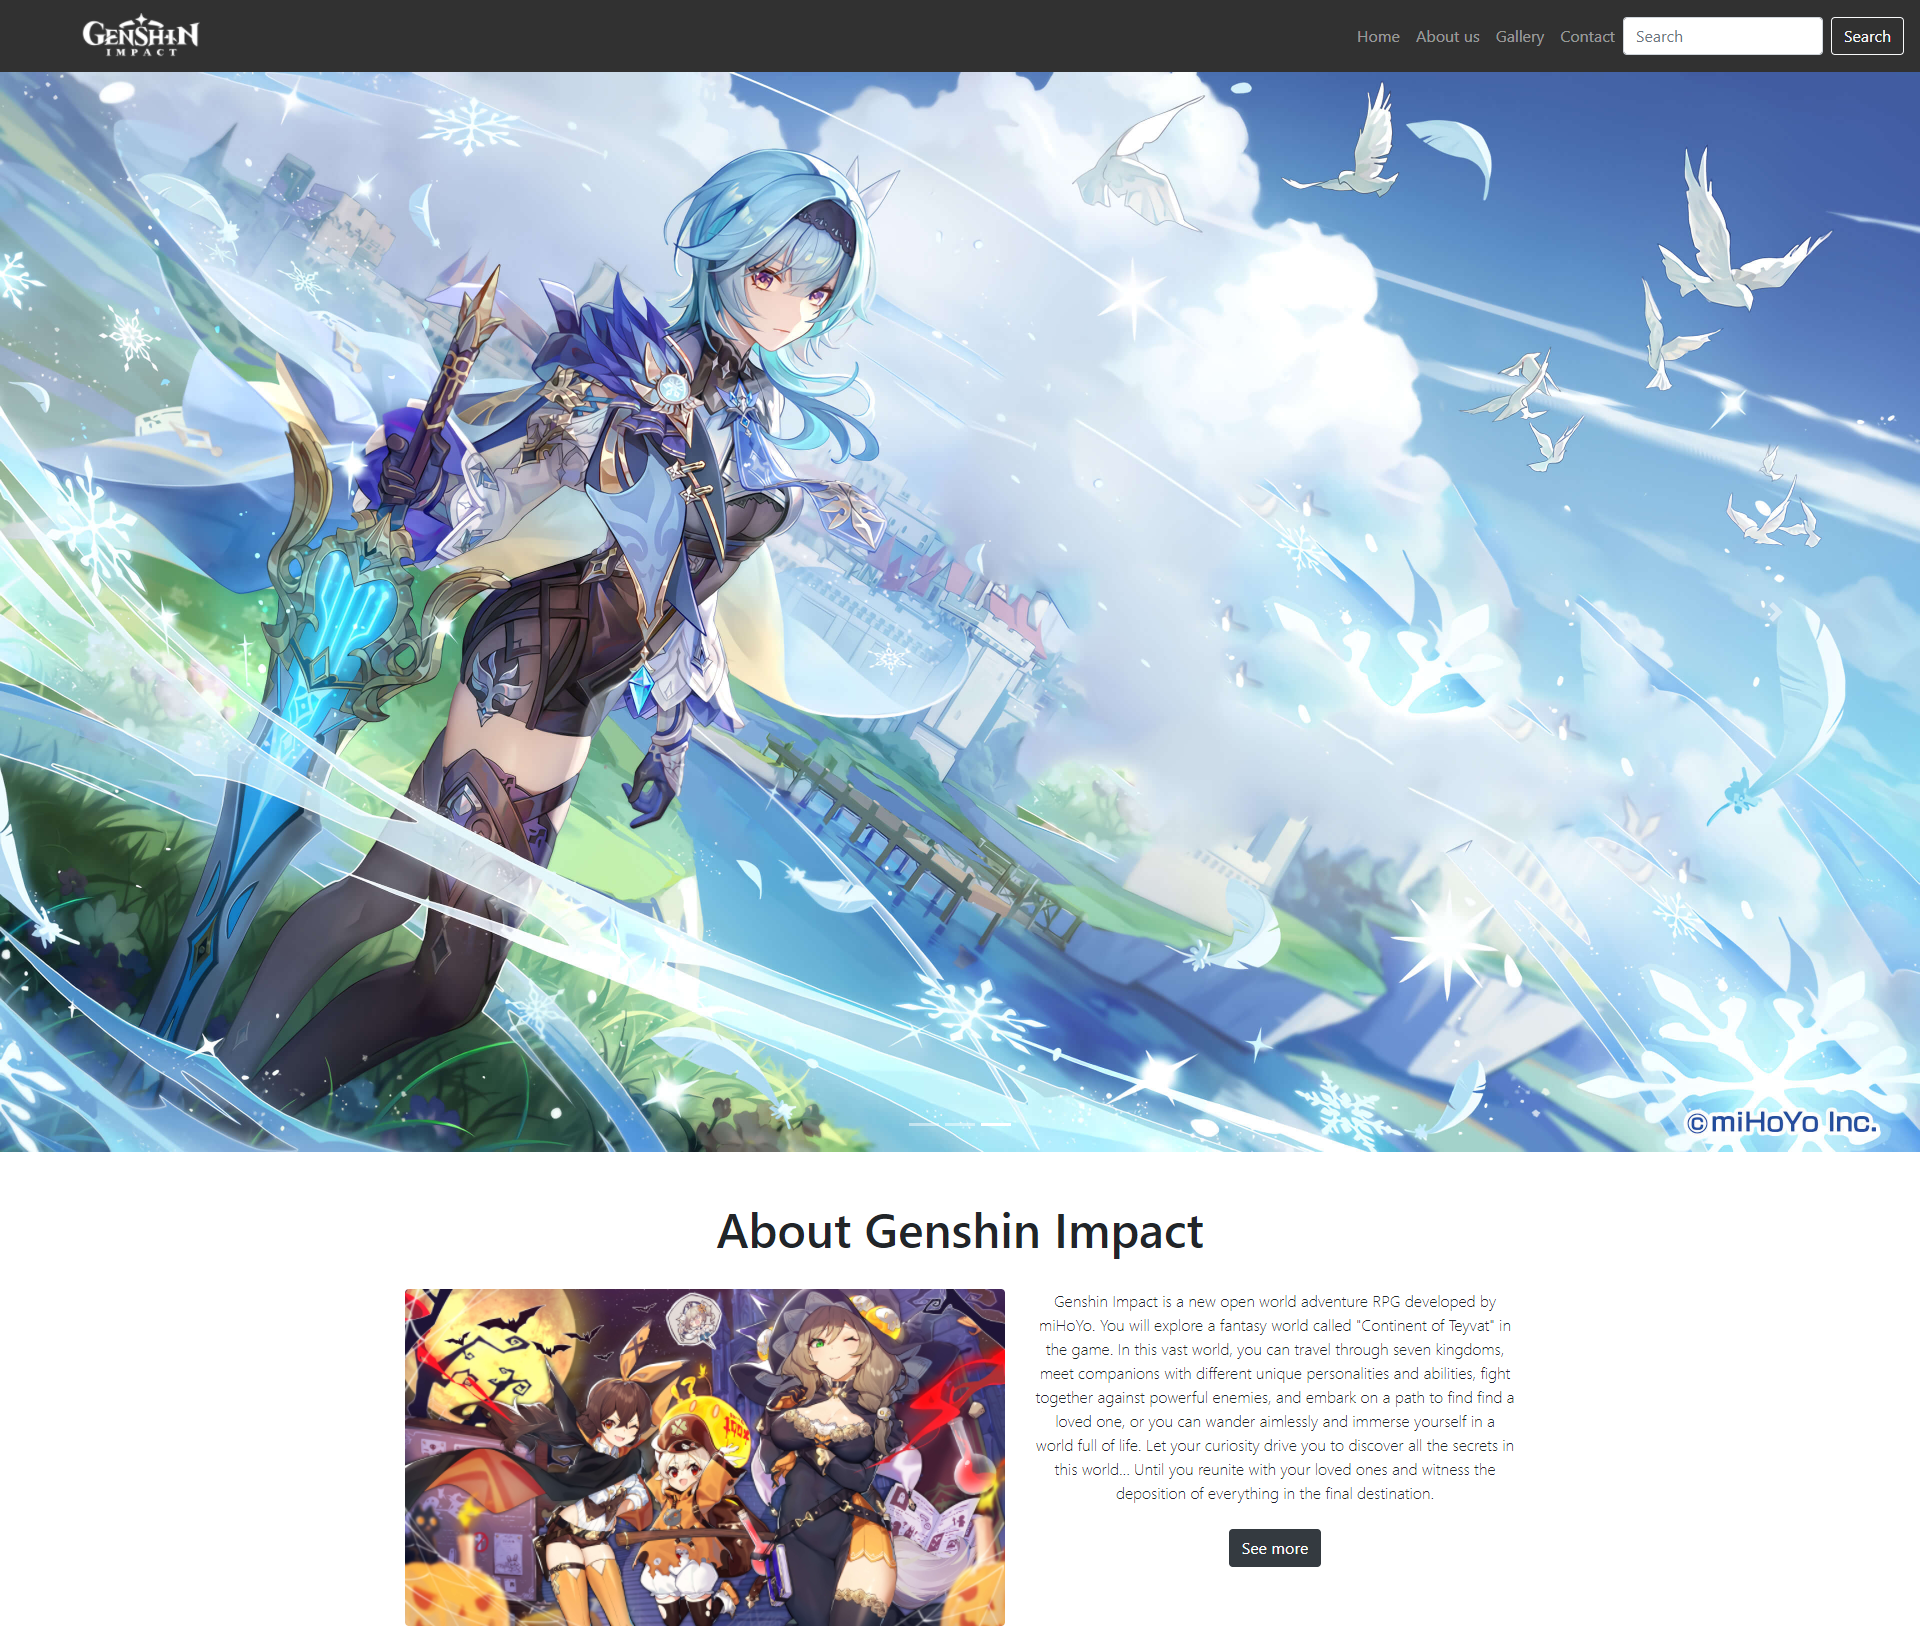 GENSHIN
IMPACT
Home About us Gallery Contact Search Search
©miHoYo Inc.
About Genshin Impact
Genshin Impact is a new open world adventure RPG developed by
miHoYo. You will explore a fantasy world called "Continent of Teyvat" in
the game. In this vast world, you can travel through seven kingdoms,
meet companions with different unique personalities and abilities, fight
together against powerful enemies, and embark on a path to find find a
loved one, or you can wander aimlessly and immerse yourself in a
world full of life. Let your curiosity drive you to discover all the secrets in
this world... Until you reunite with your loved ones and witness the
deposition of everything in the final destination.
See more